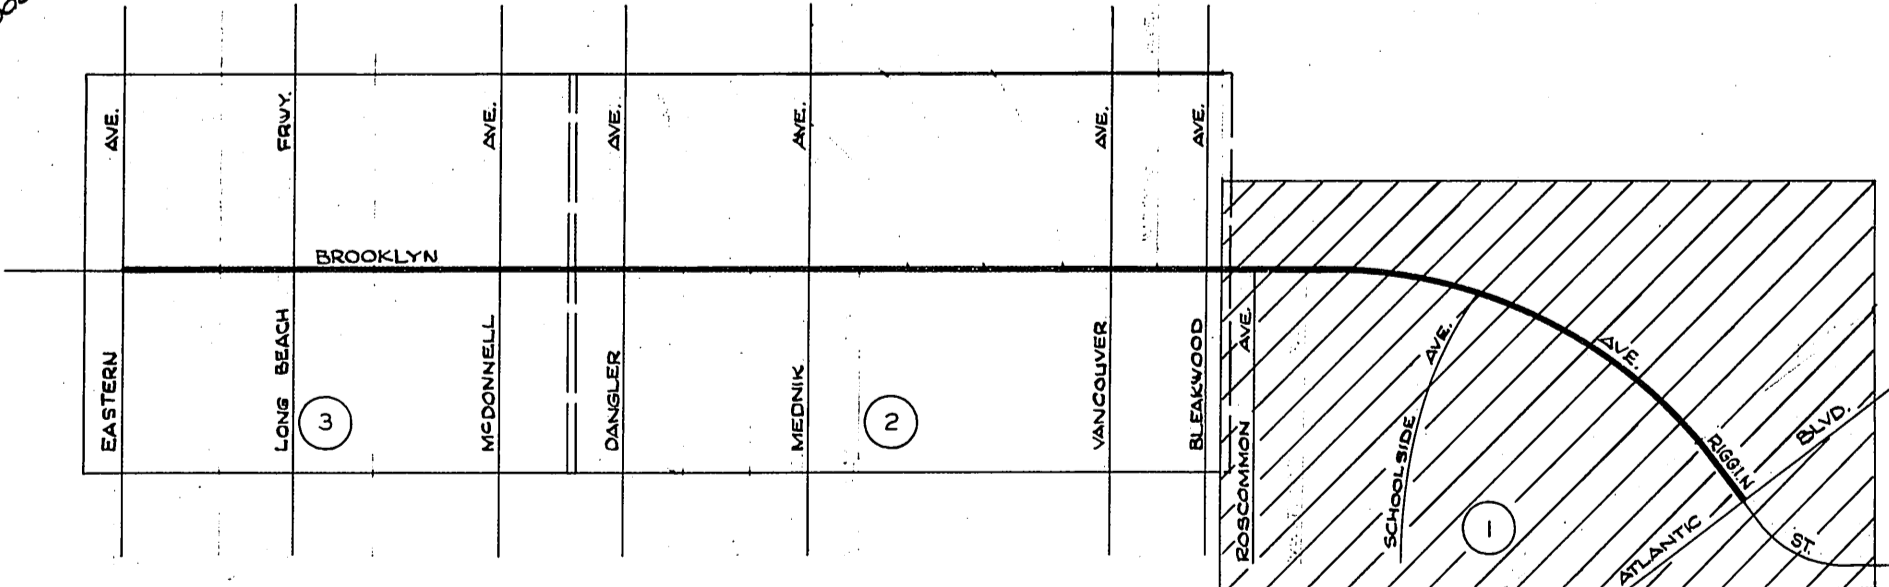 EASTERN AVE.
LONG BEACH FRWY.
MCDONNELL AVE.
DANGLER AVE.
MEDNIK AVE.
VANCOUVER AVE.
BLEAKWOOD AVE.
BROOKLYN AVE.
ROSCOMMON AVE.
SCHOOLSIDE AVE.
RIGGIN ST.
ATLANTIC BLVD.
3
2
1